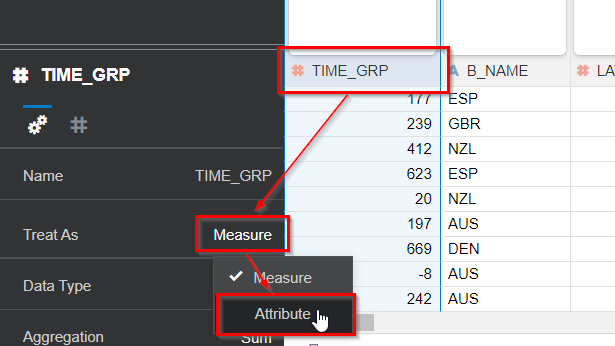 TIME_GRP
Name TIME_GRP
Treat As Measure
Measure
Attribute
Data Type
Aggregation Sum
TIME_GRP B_NAME
177 ESP
239 GBR
412 NZL
623 ESP
20 NZL
197 AUS
669 DEN
-8 AUS
242 AUS